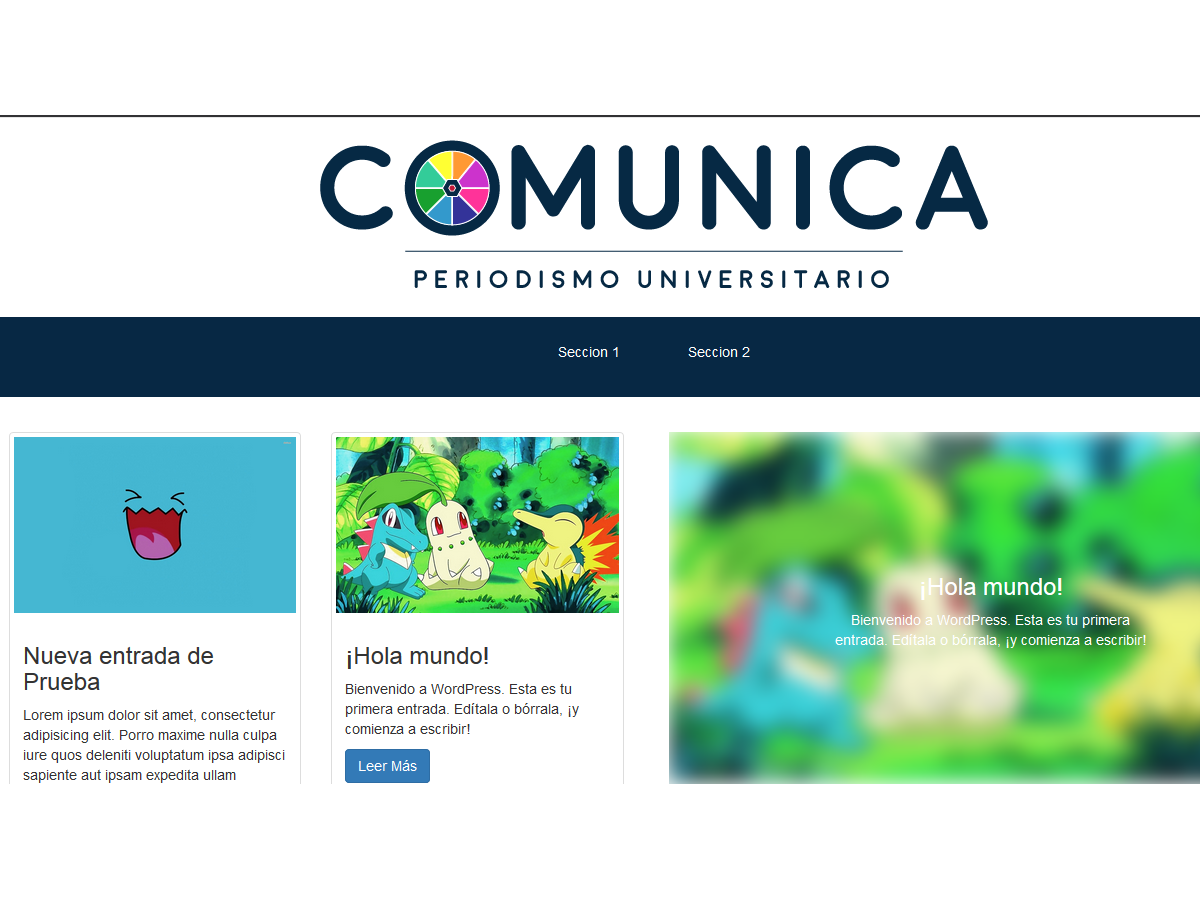 COMUNICA
PERIODISMO UNIVERSITARIO
Seccion 1
Seccion 2
Nueva entrada de
Prueba
Lorem ipsum dolor sit amet, consectetur
adipisicing elit. Porro maxime nulla culpa
iure quos deleniti voluptatum ipsa adipisci
sapiente aut ipsam expedita ullam
¡Hola mundo!
Bienvenido a WordPress. Esta es tu
primera entrada. Edítala o bórrala, ¡y
comienza a escribir!
Leer Más
¡Hola mundo!
Bienvenido a WordPress. Esta es tu primera
entrada. Edítala o bórrala, ¡y comienza a escribir!